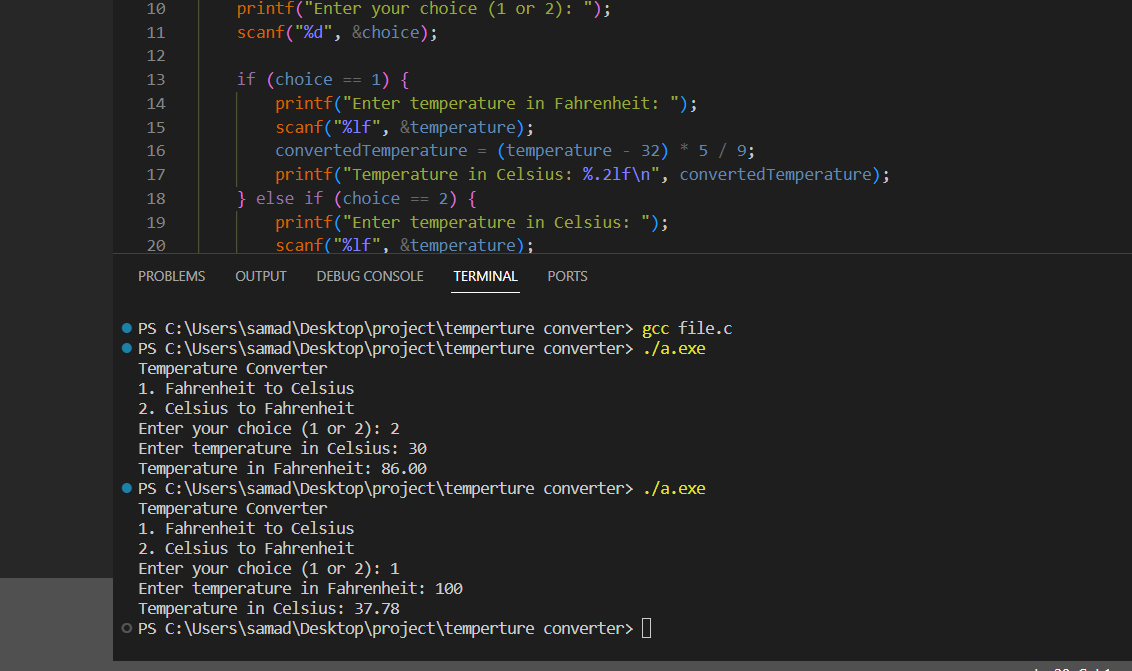 10 printf("Enter your choice (1 or 2): ");
11 scanf("%d", &choice);
12
13 if (choice == 1) {
14 printf("Enter temperature in Fahrenheit: ");
15 scanf("%lf", &temperature);
16 convertedTemperature = (temperature - 32) * 5 / 9;
17 printf("Temperature in Celsius: %.2lf\n", convertedTemperature);
18 } else if (choice == 2) {
19 printf("Enter temperature in Celsius: ");
20 scanf("%lf", &temperature);
PROBLEMS OUTPUT DEBUG CONSOLE TERMINAL PORTS
PS C:\Users\samad\Desktop\project\temperture converter> gcc file.c
PS C:\Users\samad\Desktop\project\temperture converter> ./a.exe
Temperature Converter
1. Fahrenheit to Celsius
2. Celsius to Fahrenheit
Enter your choice (1 or 2): 2
Enter temperature in Celsius: 30
Temperature in Fahrenheit: 86.00
PS C:\Users\samad\Desktop\project\temperture converter> ./a.exe
Temperature Converter
1. Fahrenheit to Celsius
2. Celsius to Fahrenheit
Enter your choice (1 or 2): 1
Enter temperature in Fahrenheit: 100
Temperature in Celsius: 37.78
PS C:\Users\samad\Desktop\project\temperture converter>